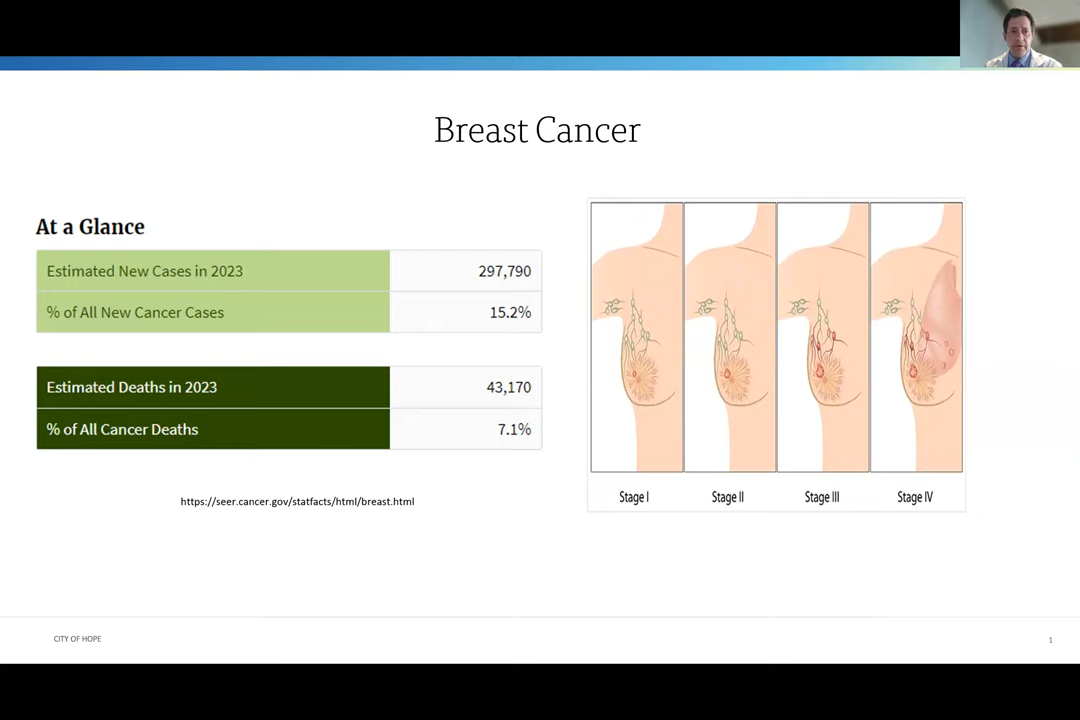 Breast Cancer
At a Glance
Estimated New Cases in 2023 297,790
% of All New Cancer Cases 15.2%
Estimated Deaths in 2023 43,170
% of All Cancer Deaths 7.1%
https://seer.cancer.gov/statfacts/html/breast.html
Stage I Stage II Stage III Stage IV
CITY OF HOPE 1